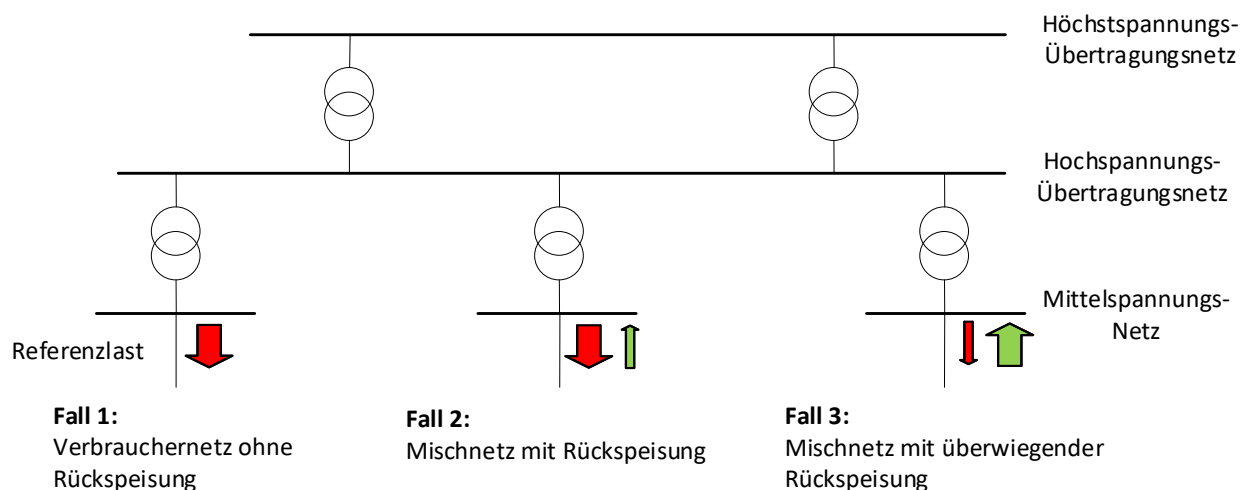 Höchstspannungs-
Übertragungsnetz
Hochspannungs-
Übertragungsnetz
Mittelspannungs-
Netz
Referenzlast
Fall 1:
Verbrauchernetz ohne
Rückspeisung
Fall 2:
Mischnetz mit Rückspeisung
Fall 3:
Mischnetz mit überwiegender
Rückspeisung